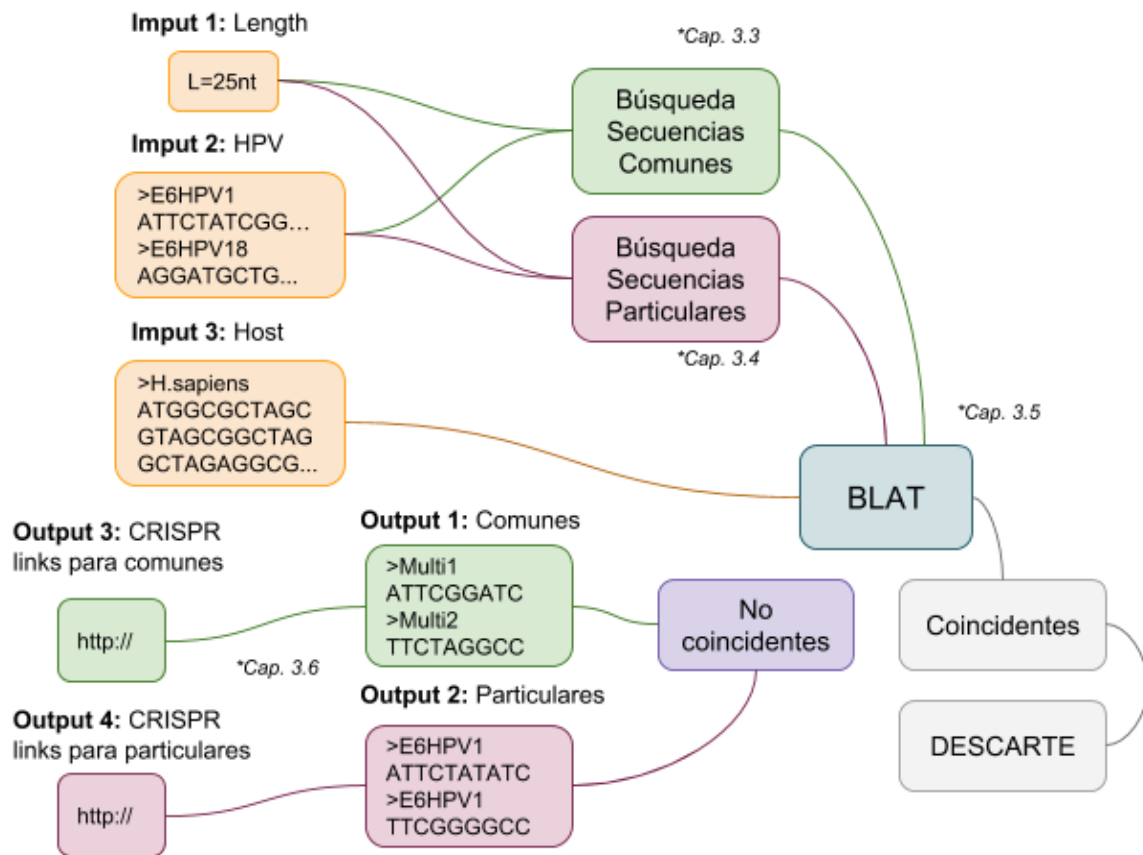 Imput 1: Length
*Cap. 3.3
L=25nt
Búsqueda
Secuencias
Comunes
Imput 2: HPV
>E6HPV1
ATTCTATCGG...
>E6HPV18
AGGATGCTG...
Búsqueda
Secuencias
Particulares
Imput 3: Host
*Cap. 3.4
>H.sapiens
ATGGCGCTAGC
GTAGCGGCTAG
GCTAGAGGCG...
*Cap. 3.5
BLAT
Output 3: CRISPR
links para comunes
Output 1: Comunes
http://
>Multi1
ATTCGGATC
>Multi2
TTCTAGGCC
No
coincidentes
Coincidentes
*Cap. 3.6
Output 4: CRISPR
links para particulares
Output 2: Particulares
http://
>E6HPV1
ATTCTATATC
>E6HPV1
TTCGGGGCC
DESCARTE